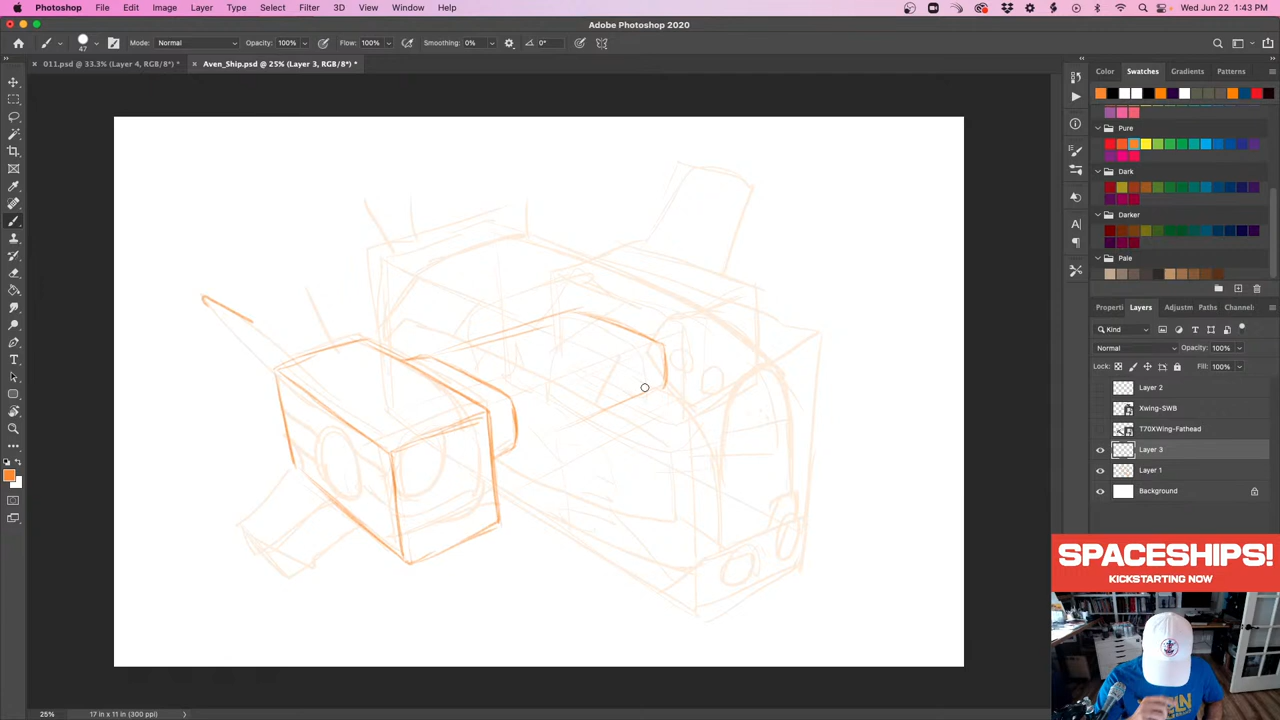 Photoshop File Edit Image Layer Type Select Filter 3D View Window Help Wed Jun 22 1:43 PM
Adobe Photoshop 2020
47 Mode: Normal Opacity: 100% Flow: 100% Smoothing: 0% 0°
011.psd @ 33.3% (Layer 4, RGB/8*) *
Aven_Ship.psd @ 25% (Layer 3, RGB/8*) *
Color Swatches Gradients Patterns
Pure
Dark
Darker
Pale
Properti Layers Adjustm Paths Channel
Kind
Normal Opacity: 100%
Lock: Fill: 100%
Layer 2
Xwing-SWB
T70XWing-Fathead
Layer 3
Layer 1
Background
SPACESHIPS!
KICKSTARTING NOW
25% 17 in x 11 in (300 ppi)